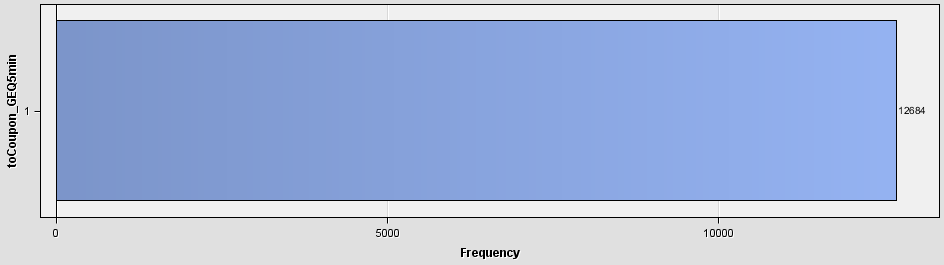 toCoupon_GEQ5min
1
12684
0 5000 10000
Frequency